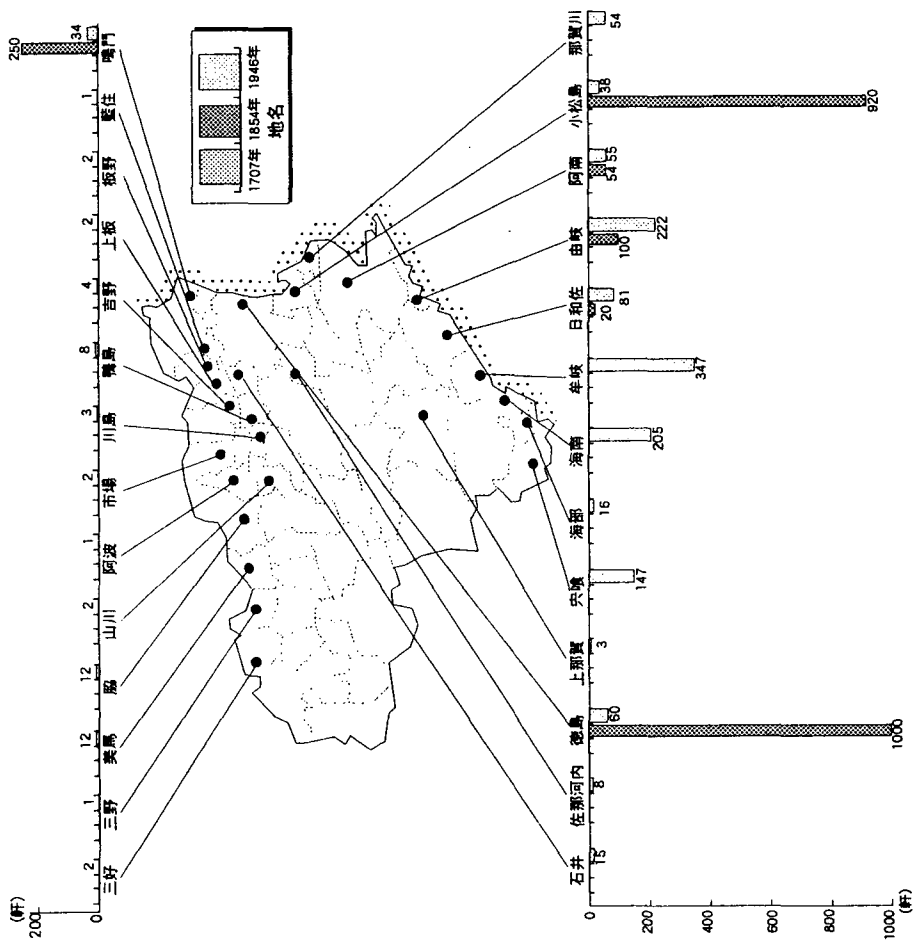 (軒)
200
0
250
34
鳴門
1
藍住
2
板野
2
上板
4
吉野
8
鴨島
3
川島
2
市場
1
阿波
2
山川
12
脇
12
美馬
1
三野
2
三好
1707年 1854年 1946年
地名
石井
15
佐那河内
8
徳島
1000
60
上那賀
3
宍喰
147
海部
16
海南
205
牟岐
347
日和佐
20
81
由岐
100
222
阿南
54
55
小松島
920
38
那賀川
54
0
200
400
600
800
1000
(軒)